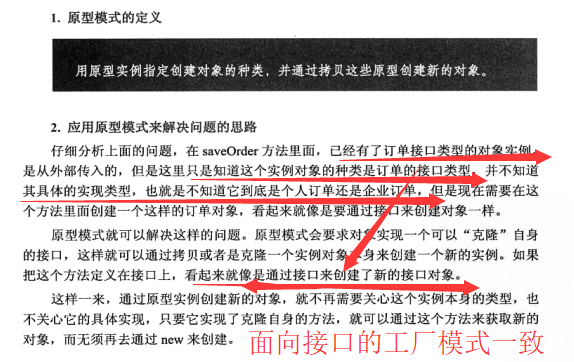 1. 原型模式的定义
用原型实例指定创建对象的种类，并通过拷贝这些原型创建新的对象。
2. 应用原型模式来解决问题的思路
仔细分析上面的问题，在 saveOrder 方法里面，已经有了订单接口类型的对象实例，
是从外部传入的，但是这里只是知道这个实例对象的种类是订单的接口类型，并不知道
其具体的实现类型，也就是不知道它到底是个人订单还是企业订单，但是现在需要在这
个方法里面创建一个这样的订单对象，看起来就像是要通过接口来创建对象一样。
原型模式就可以解决这样的问题。原型模式会要求对象实现一个可以“克隆”自身
的接口，这样就可以通过拷贝或者是克隆一个实例对象本身来创建一个新的实例。如果
把这个方法定义在接口上，看起来就像是通过接口来创建了新的接口对象。
这样一来，通过原型实例创建新的对象，就不再需要关心这个实例本身的类型，也
不关心它的具体实现，只要它实现了克隆自身的方法，就可以通过这个方法来获取新的
对象，而无须再去通过 new 来创建。
面向接口的工厂模式一致